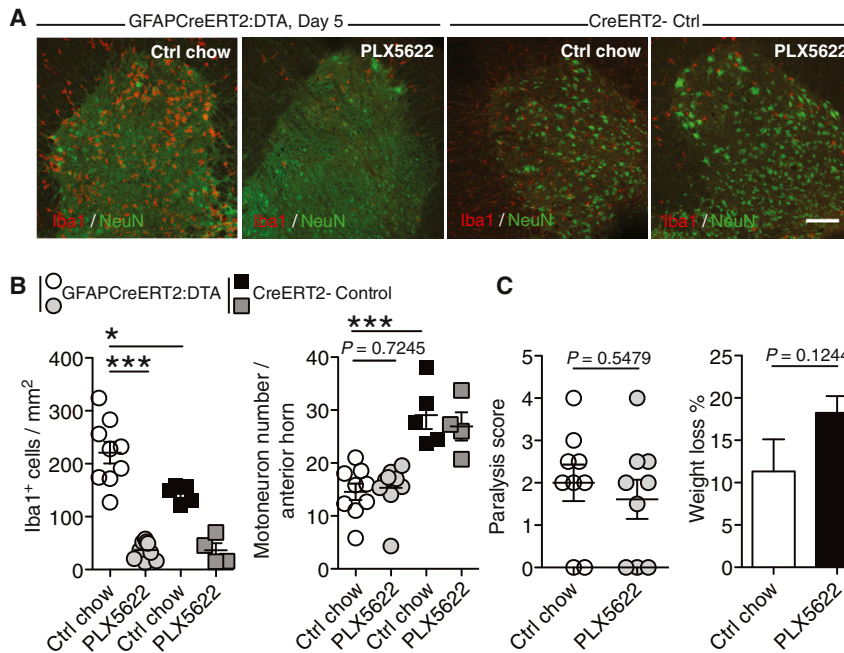 A
GFAPCreERT2:DTA, Day 5
CreERT2- Ctrl
Ctrl chow
PLX5622
Ctrl chow
PLX5622
Iba1 / NeuN
Iba1 / NeuN
Iba1 / NeuN
Iba1 / NeuN
B
GFAPCreERT2:DTA
CreERT2- Control
C
*
***
400
300
200
100
0
Iba1+ cells / mm2
Ctrl chow
PLX5622
Ctrl chow
PLX5622
***
P = 0.7245
40
30
20
10
0
Motoneuron number /
anterior horn
Ctrl chow
PLX5622
Ctrl chow
PLX5622
P = 0.5479
5
4
3
2
1
0
Paralysis score
Ctrl chow
PLX5622
P = 0.1244
25
20
15
10
5
0
Weight loss %
Ctrl chow
PLX5622